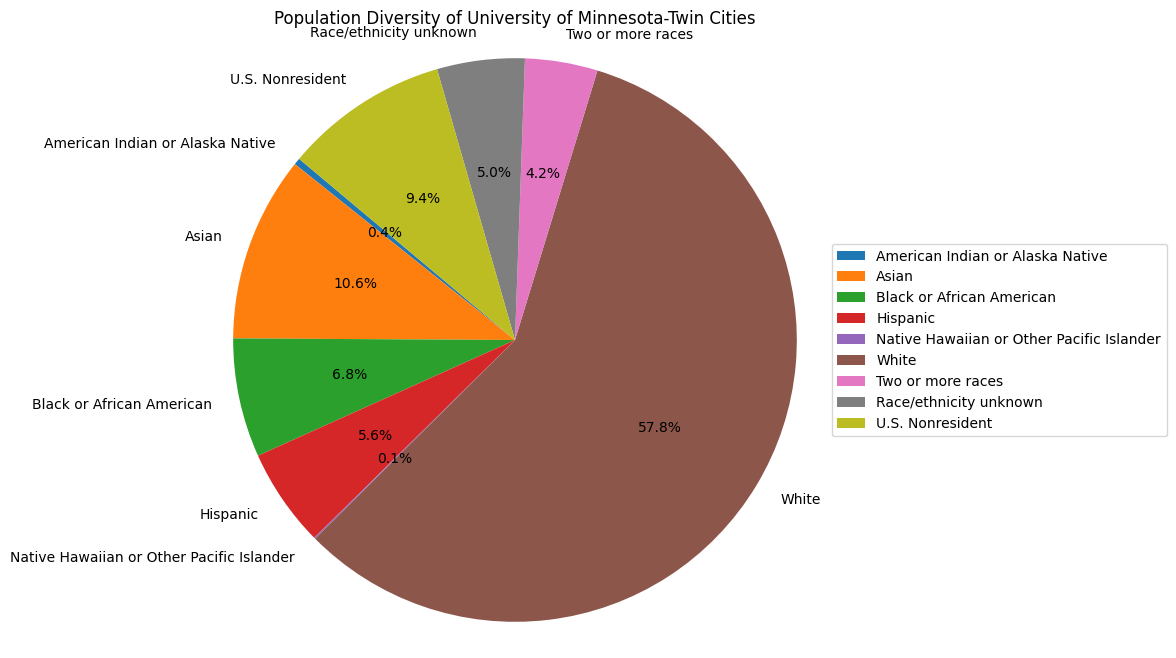 Population Diversity of University of Minnesota-Twin Cities
Race/ethnicity unknown
Two or more races
U.S. Nonresident
American Indian or Alaska Native
Asian
Black or African American
Hispanic
Native Hawaiian or Other Pacific Islander
White
5.0%
4.2%
9.4%
0.4%
10.6%
6.8%
5.6%
0.1%
57.8%
American Indian or Alaska Native
Asian
Black or African American
Hispanic
Native Hawaiian or Other Pacific Islander
White
Two or more races
Race/ethnicity unknown
U.S. Nonresident